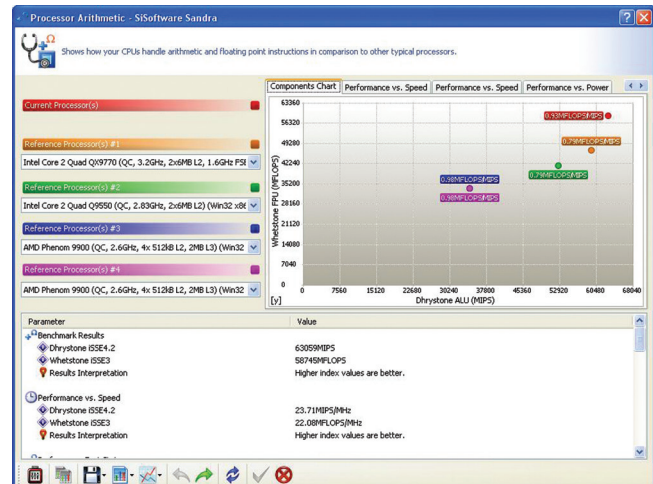 Processor Arithmetic - SiSoftware Sandra
Shows how your CPUs handle arithmetic and floating point instructions in comparison to other typical processors.
Current Processor(s)
Reference Processor(s) #1
Intel Core 2 Quad QX9770 (QC, 3.2GHz, 2x6MB L2, 1.6GHz FSB
Reference Processor(s) #2
Intel Core 2 Quad Q9550 (QC, 2.83GHz, 2x6MB L2) (Win32 x86
Reference Processor(s) #3
AMD Phenom 9900 (QC, 2.6GHz, 4x 512kB L2, 2MB L3) (Win32
Reference Processor(s) #4
AMD Phenom 9900 (QC, 2.6GHz, 4x 512kB L2, 2MB L3) (Win32
Components Chart Performance vs. Speed Performance vs. Speed Performance vs. Power
Whetstone FPU (MFLOPS)
63360
56320
49280
42240
35200
28160
21120
14080
7040
0
[y]
0.93MFLOPS/MIPS
0.79MFLOPS/MIPS
0.79MFLOPS/MIPS
0.98MFLOPS/MIPS
0.98MFLOPS/MIPS
0 7560 15120 22680 30240 37800 45360 52920 60480 68040
Dhrystone ALU (MIPS)
Parameter Value
Benchmark Results
Dhrystone iSSE4.2 63059MIPS
Whetstone iSSE3 58745MFLOPS
Results Interpretation Higher index values are better.
Performance vs. Speed
Dhrystone iSSE4.2 23.71MIPS/MHz
Whetstone iSSE3 22.08MFLOPS/MHz
Results Interpretation Higher index values are better.